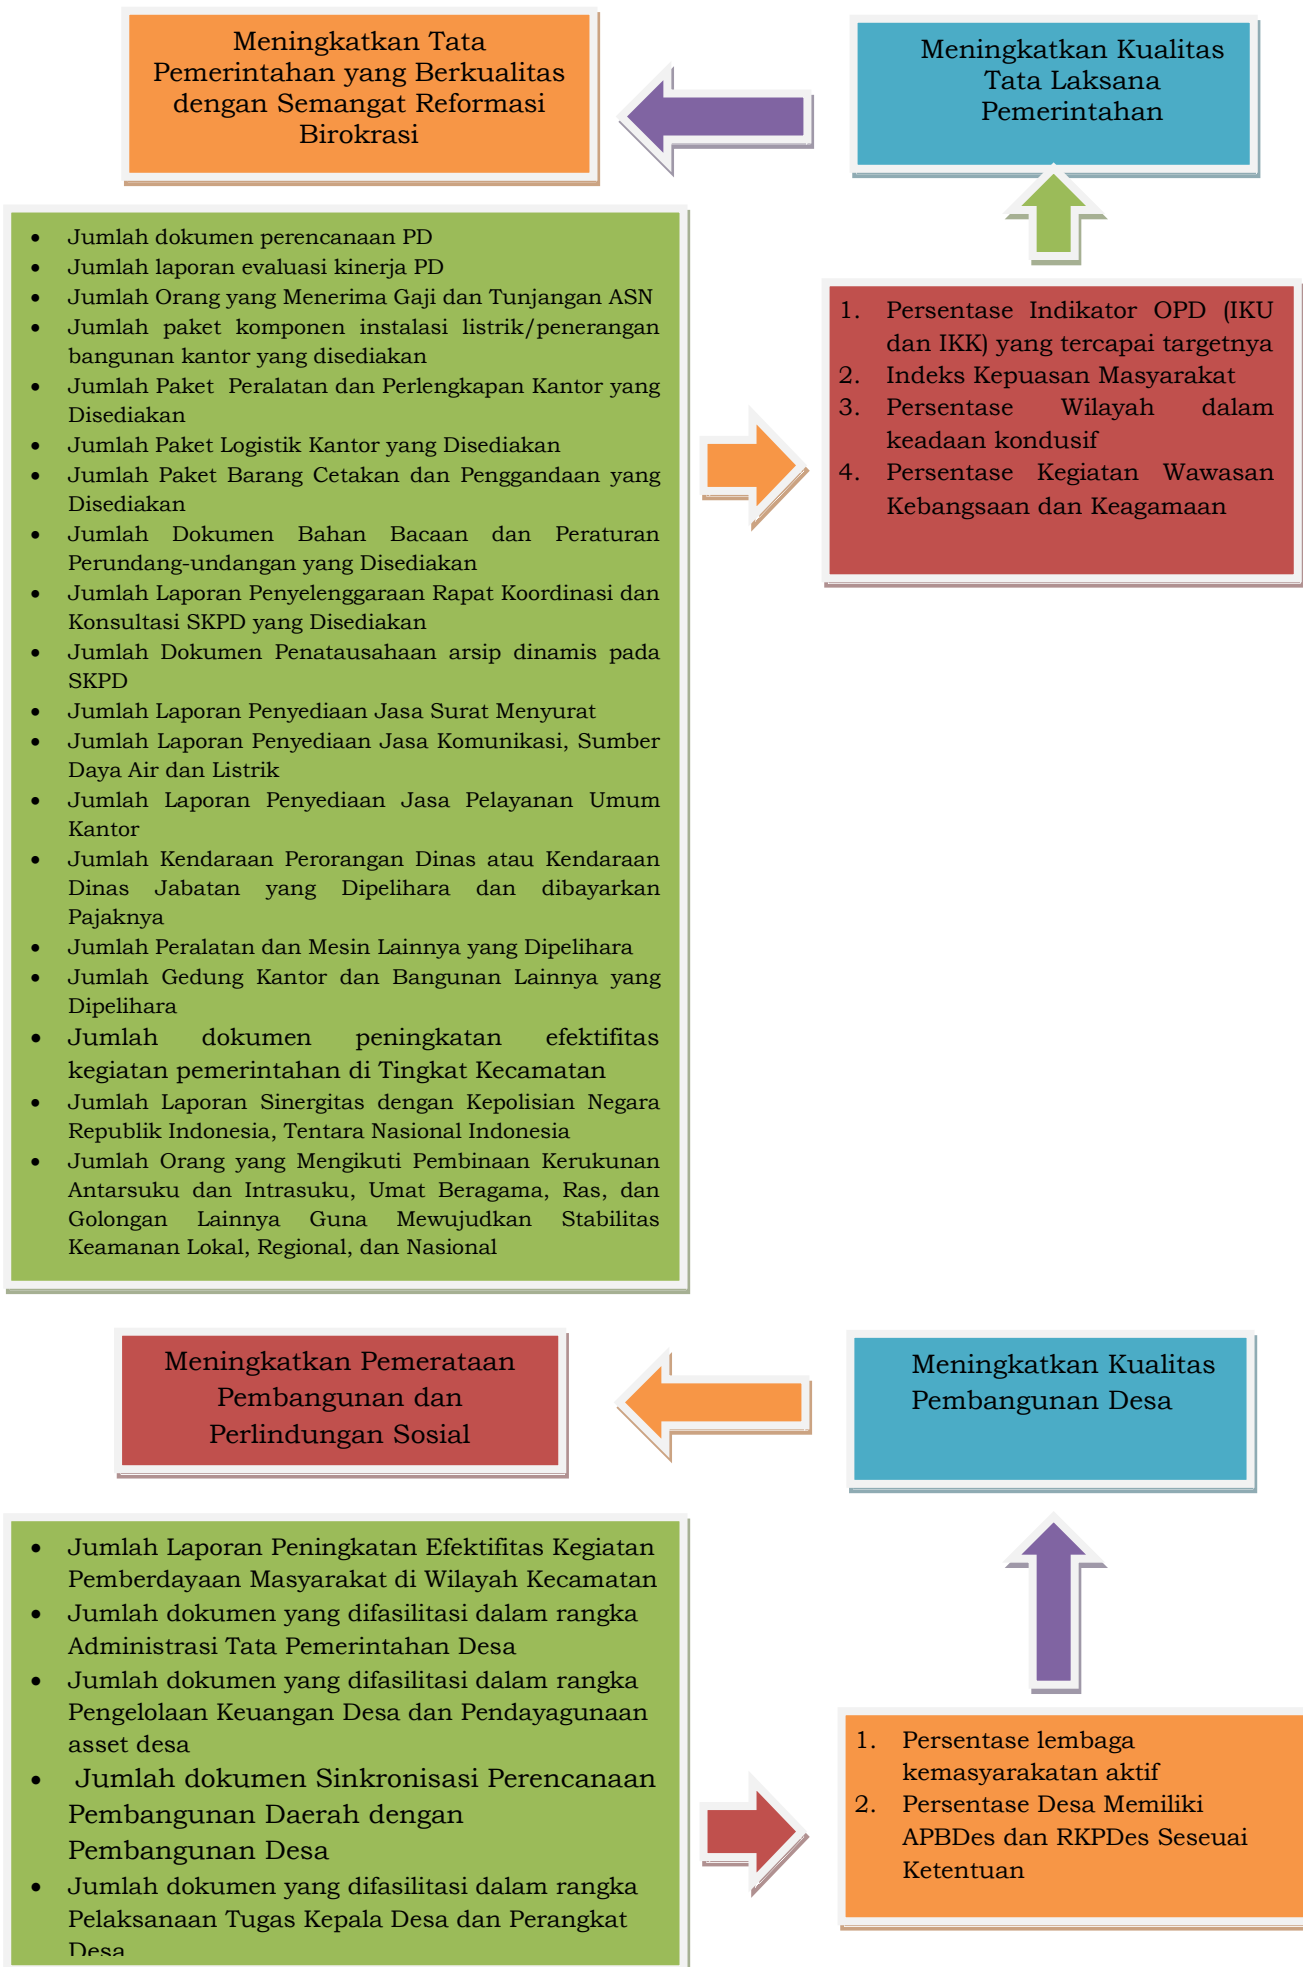 Meningkatkan Tata
Pemerintahan yang Berkualitas
dengan Semangat Reformasi
Birokrasi
Meningkatkan Kualitas
Tata Laksana
Pemerintahan
• Jumlah dokumen perencanaan PD
• Jumlah laporan evaluasi kinerja PD
• Jumlah Orang yang Menerima Gaji dan Tunjangan ASN
• Jumlah paket komponen instalasi listrik/penerangan
bangunan kantor yang disediakan
• Jumlah Paket Peralatan dan Perlengkapan Kantor yang
Disediakan
• Jumlah Paket Logistik Kantor yang Disediakan
• Jumlah Paket Barang Cetakan dan Penggandaan yang
Disediakan
• Jumlah Dokumen Bahan Bacaan dan Peraturan
Perundang-undangan yang Disediakan
• Jumlah Laporan Penyelenggaraan Rapat Koordinasi dan
Konsultasi SKPD yang Disediakan
• Jumlah Dokumen Penatausahaan arsip dinamis pada
SKPD
• Jumlah Laporan Penyediaan Jasa Surat Menyurat
• Jumlah Laporan Penyediaan Jasa Komunikasi, Sumber
Daya Air dan Listrik
• Jumlah Laporan Penyediaan Jasa Pelayanan Umum
Kantor
• Jumlah Kendaraan Perorangan Dinas atau Kendaraan
Dinas Jabatan yang Dipelihara dan dibayarkan
Pajaknya
• Jumlah Peralatan dan Mesin Lainnya yang Dipelihara
• Jumlah Gedung Kantor dan Bangunan Lainnya yang
Dipelihara
• Jumlah dokumen peningkatan efektifitas
kegiatan pemerintahan di Tingkat Kecamatan
• Jumlah Laporan Sinergitas dengan Kepolisian Negara
Republik Indonesia, Tentara Nasional Indonesia
• Jumlah Orang yang Mengikuti Pembinaan Kerukunan
Antarsuku dan Intrasuku, Umat Beragama, Ras, dan
Golongan Lainnya Guna Mewujudkan Stabilitas
Keamanan Lokal, Regional, dan Nasional
1. Persentase Indikator OPD (IKU
dan IKK) yang tercapai targetnya
2. Indeks Kepuasan Masyarakat
3. Persentase Wilayah dalam
keadaan kondusif
4. Persentase Kegiatan Wawasan
Kebangsaan dan Keagamaan
Meningkatkan Pemerataan
Pembangunan dan
Perlindungan Sosial
Meningkatkan Kualitas
Pembangunan Desa
• Jumlah Laporan Peningkatan Efektifitas Kegiatan
Pemberdayaan Masyarakat di Wilayah Kecamatan
• Jumlah dokumen yang difasilitasi dalam rangka
Administrasi Tata Pemerintahan Desa
• Jumlah dokumen yang difasilitasi dalam rangka
Pengelolaan Keuangan Desa dan Pendayagunaan
asset desa
• Jumlah dokumen Sinkronisasi Perencanaan
Pembangunan Daerah dengan
Pembangunan Desa
• Jumlah dokumen yang difasilitasi dalam rangka
Pelaksanaan Tugas Kepala Desa dan Perangkat
Desa
1. Persentase lembaga
kemasyarakatan aktif
2. Persentase Desa Memiliki
APBDes dan RKPDes Seseuai
Ketentuan